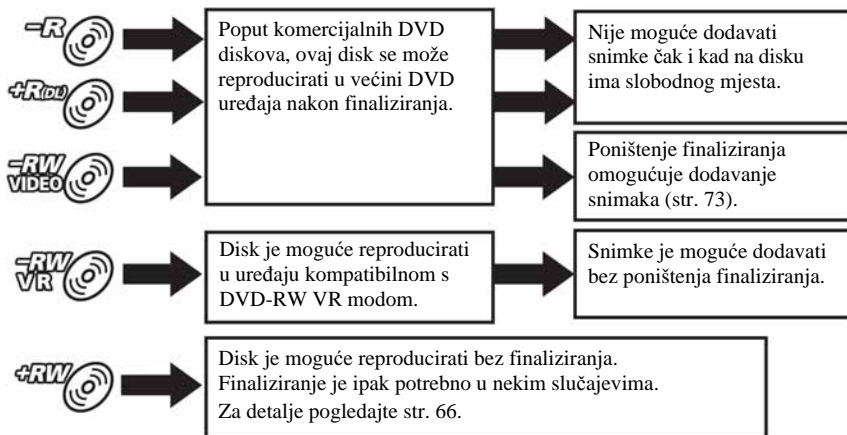 -R
Poput komercijalnih DVD
diskova, ovaj disk se može
reproducirati u većini DVD
uređaja nakon finaliziranja.
Nije moguće dodavati
snimke čak i kad na disku
ima slobodnog mjesta.
+R(DL)
-RW
VIDEO
Poništenje finaliziranja
omogućuje dodavanje
snimaka (str. 73).
-RW
VR
Disk je moguće reproducirati
u uređaju kompatibilnom s
DVD-RW VR modom.
Snimke je moguće dodavati
bez poništenja finaliziranja.
+RW
Disk je moguće reproducirati bez finaliziranja.
Finaliziranje je ipak potrebno u nekim slučajevima.
Za detalje pogledajte str. 66.